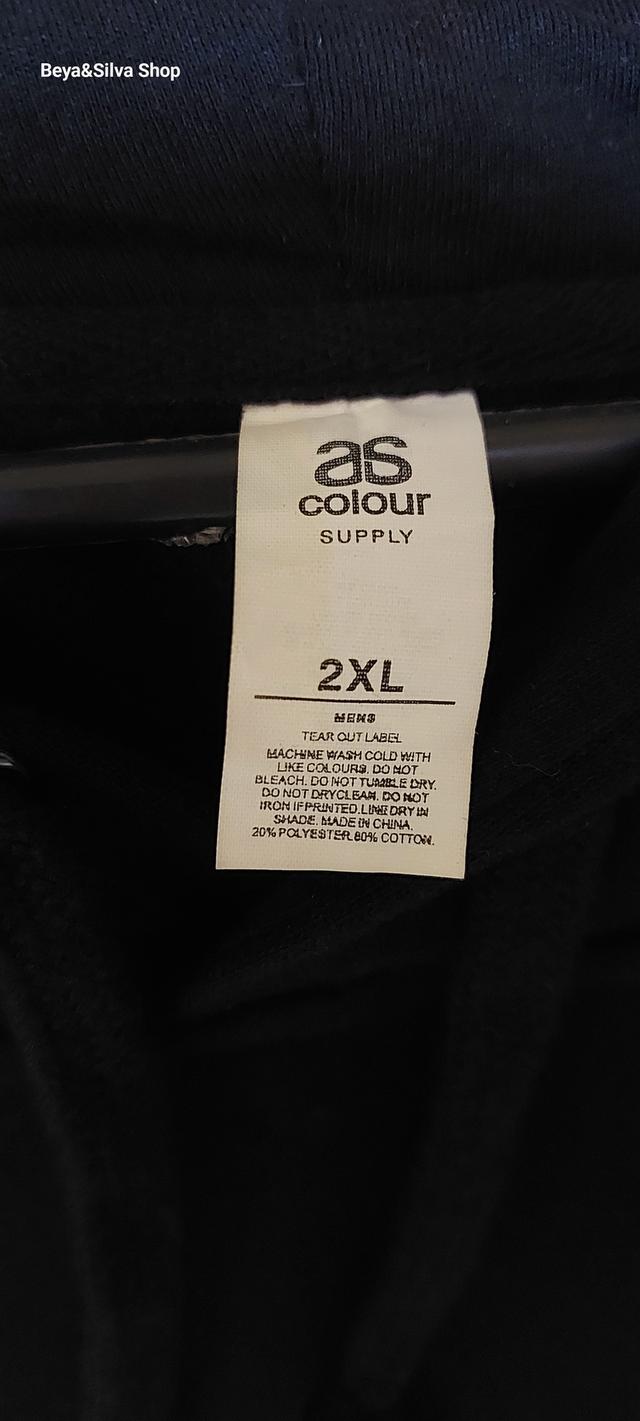 Beya&Silva Shop
as
colour
SUPPLY
2XL
MENS
TEAR OUT LABEL
MACHINE WASH COLD WITH
LIKE COLOURS. DO NOT
BLEACH. DO NOT TUMBLE DRY.
DO NOT DRYCLEAN. DO NOT
IRON IF PRINTED. LINE DRY IN
SHADE. MADE IN CHINA.
20% POLYESTER 80% COTTON.